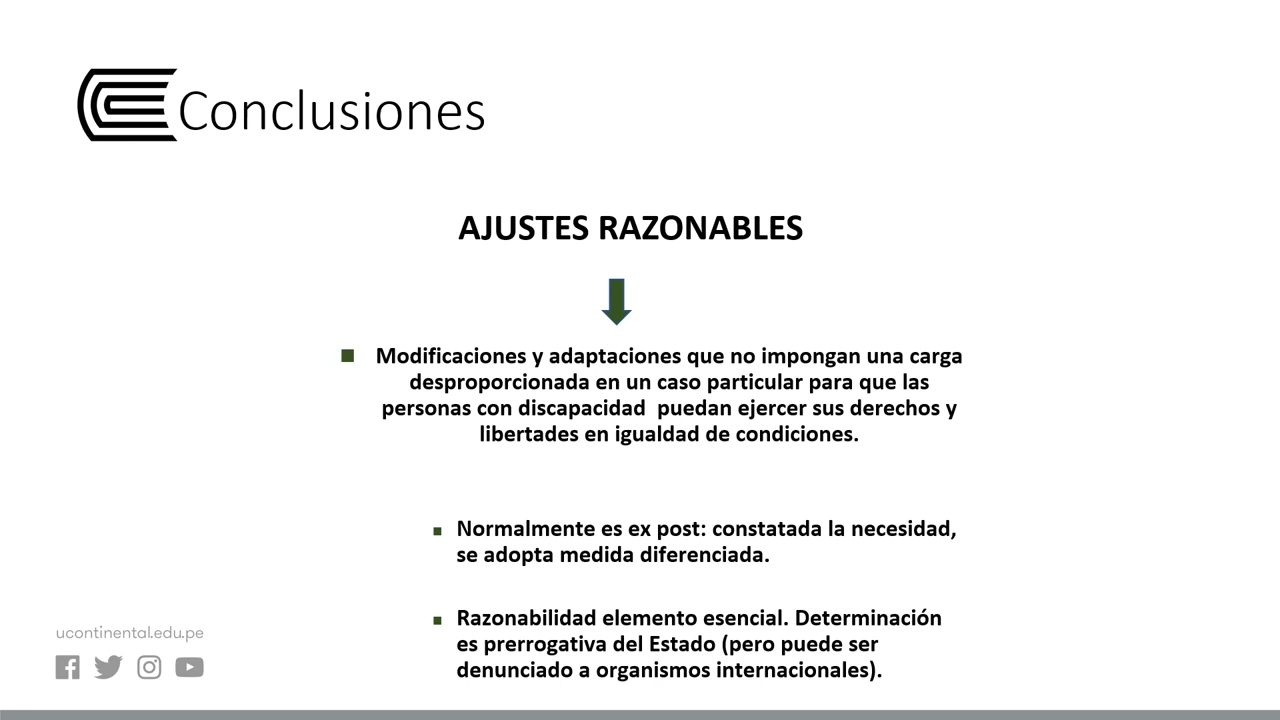 Conclusiones
AJUSTES RAZONABLES
Modificaciones y adaptaciones que no impongan una carga
desproporcionada en un caso particular para que las
personas con discapacidad  puedan ejercer sus derechos y
libertades en igualdad de condiciones.
Normalmente es ex post: constatada la necesidad,
se adopta medida diferenciada.
Razonabilidad elemento esencial. Determinación
es prerrogativa del Estado (pero puede ser
denunciado a organismos internacionales).
ucontinental.edu.pe